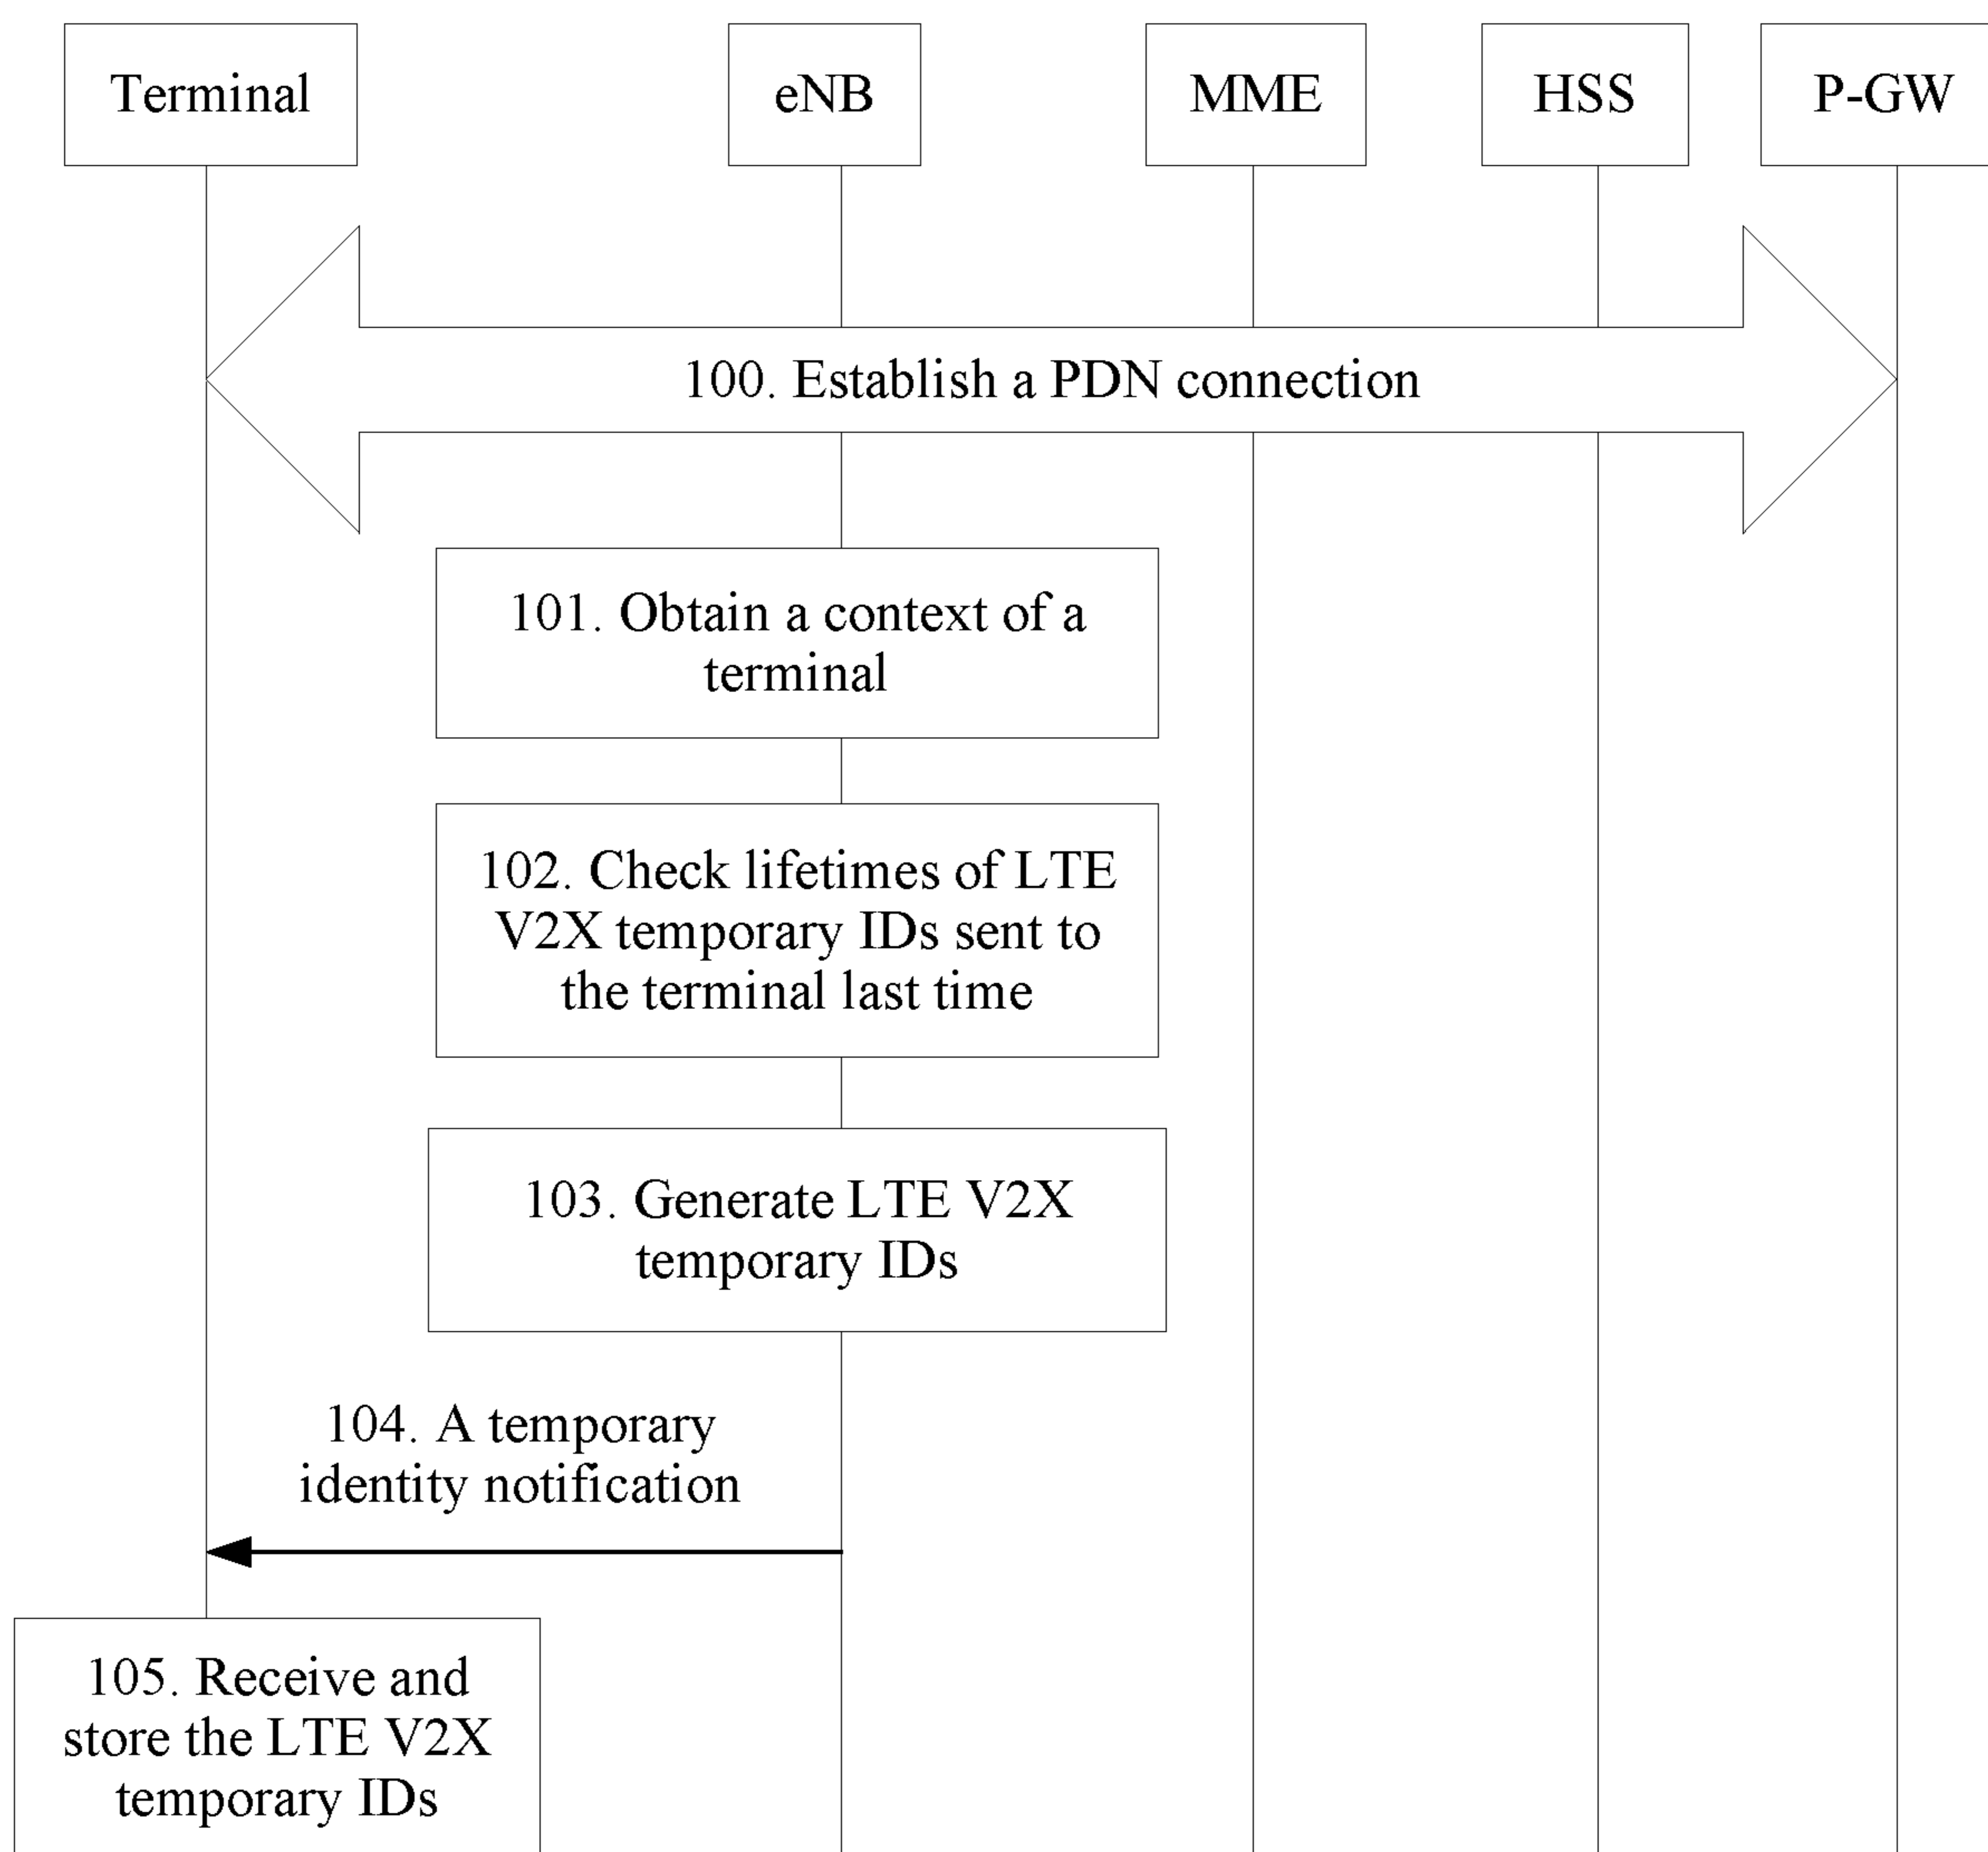 Terminal
eNB
MME
HSS
P-GW
100. Establish a PDN connection
101. Obtain a context of a
terminal
102. Check lifetimes of LTE
V2X temporary IDs sent to
the terminal last time
103. Generate LTE V2X
temporary IDs
104. A temporary
identity notification
105. Receive and
store the LTE V2X
temporary IDs